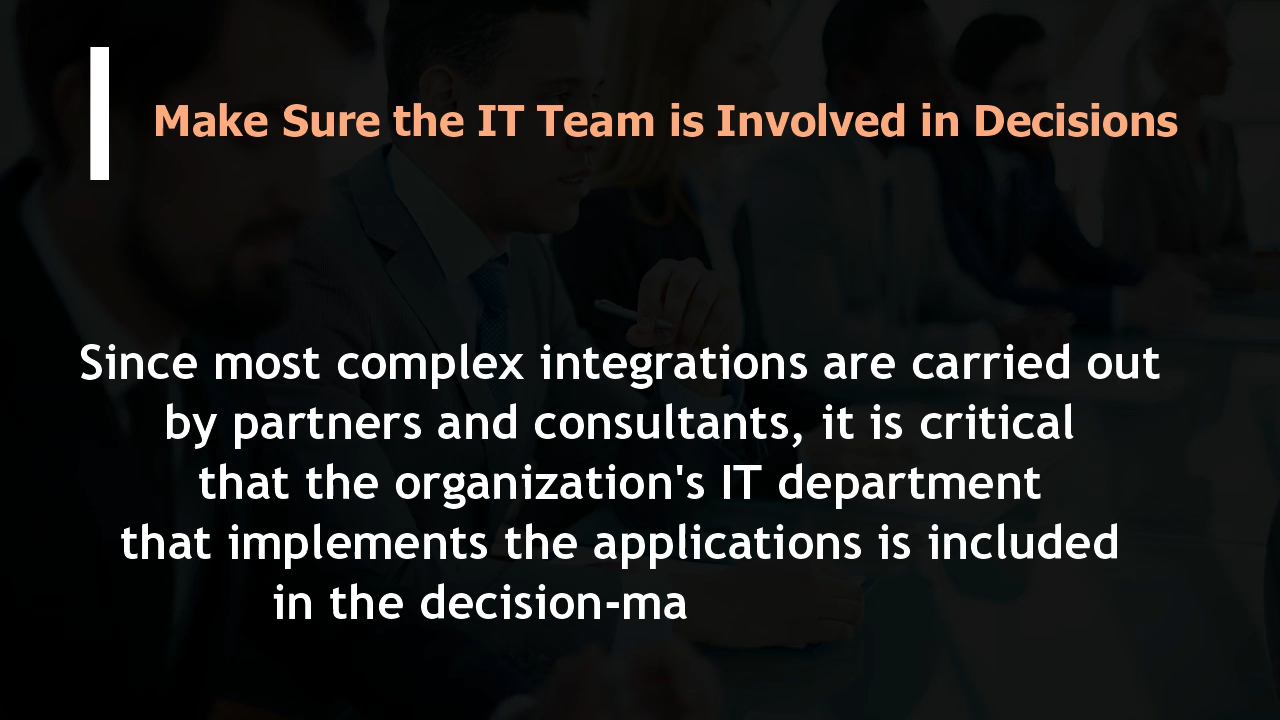 Make Sure the IT Team is Involved in Decisions
Since most complex integrations are carried out
by partners and consultants, it is critical
that the organization's IT department
that implements the applications is included
in the decision-ma